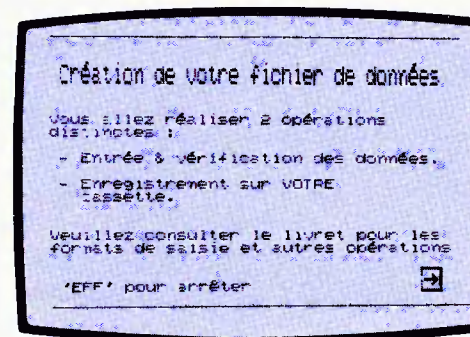 Création de votre fichier de données
Vous allez réaliser 2 opérations
distinctes :
- Entrée & vérification des données.
- Enregistrement sur VOTRE
cassette.
Veuillez consulter le livret pour les
formats de saisie et autres opérations
'EFF' pour arrêter